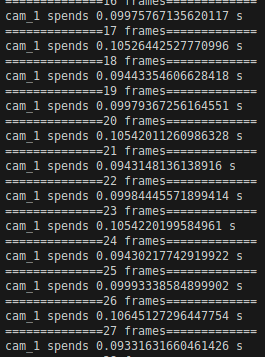 ==============16 frames=============
cam_1 spends 0.09975767135620117 s
==============17 frames=============
cam_1 spends 0.10526442527770996 s
==============18 frames=============
cam_1 spends 0.09443354606628418 s
==============19 frames=============
cam_1 spends 0.09979367256164551 s
==============20 frames=============
cam_1 spends 0.10542011260986328 s
==============21 frames=============
cam_1 spends 0.0943148136138916 s
==============22 frames=============
cam_1 spends 0.09984445571899414 s
==============23 frames=============
cam_1 spends 0.1054220199584961 s
==============24 frames=============
cam_1 spends 0.09430217742919922 s
==============25 frames=============
cam_1 spends 0.09993338584899902 s
==============26 frames=============
cam_1 spends 0.10645127296447754 s
==============27 frames=============
cam_1 spends 0.09331631660461426 s